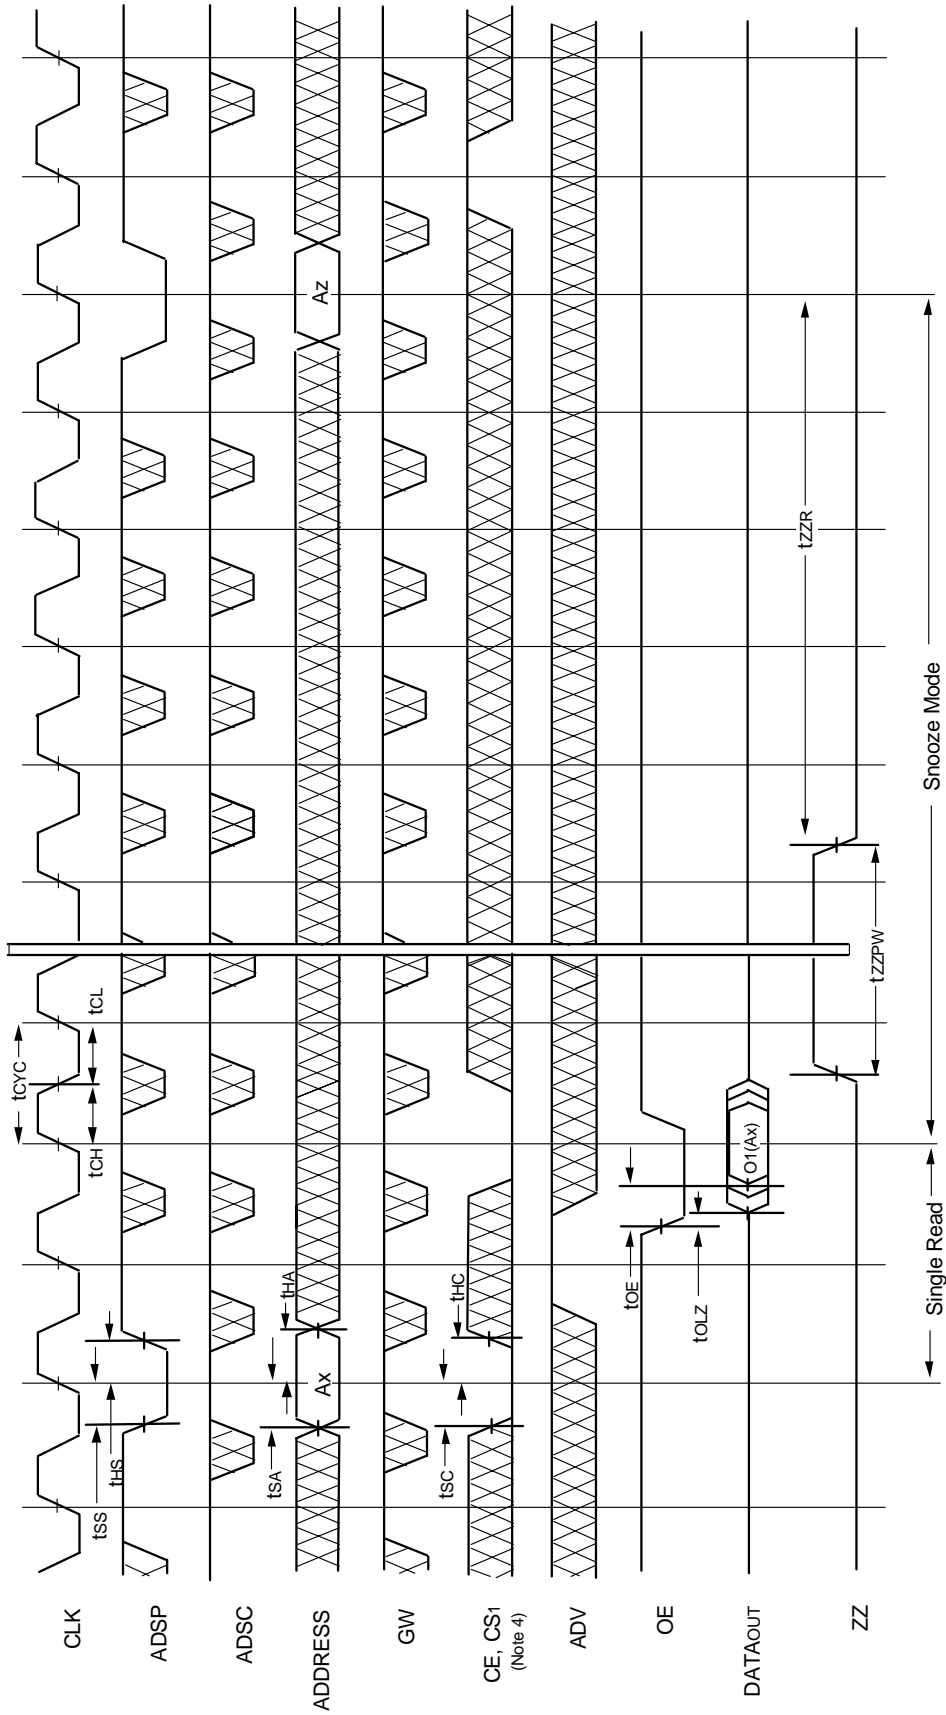 CLK
tSS
tHS
tCH
tCYC
tCL
ADSP
ADSC
ADDRESS
tSA
tHA
Ax
Az
GW
CE, CS1
(Note 4)
tSC
tHC
ADV
OE
tOE
tOLZ
DATAOUT
O1(Ax)
ZZ
tZZPW
tZZR
Single Read
Snooze Mode